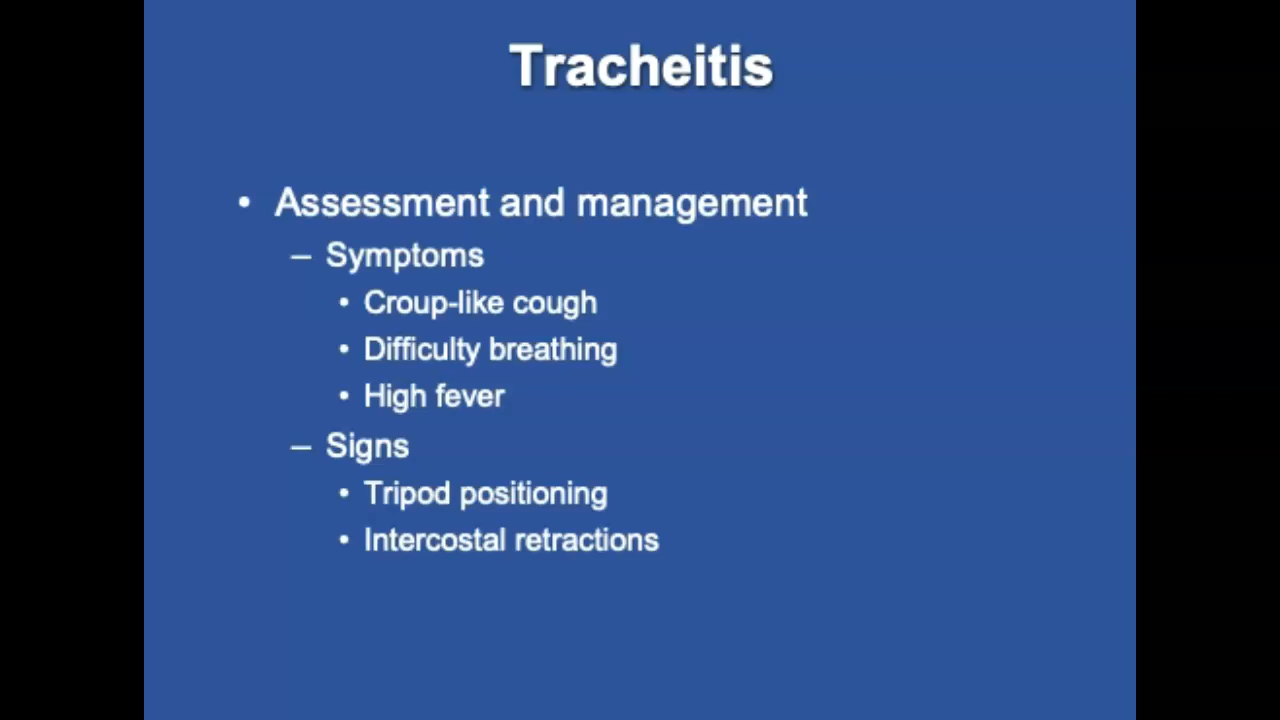 Tracheitis
• Assessment and management
– Symptoms
• Croup-like cough
• Difficulty breathing
• High fever
– Signs
• Tripod positioning
• Intercostal retractions